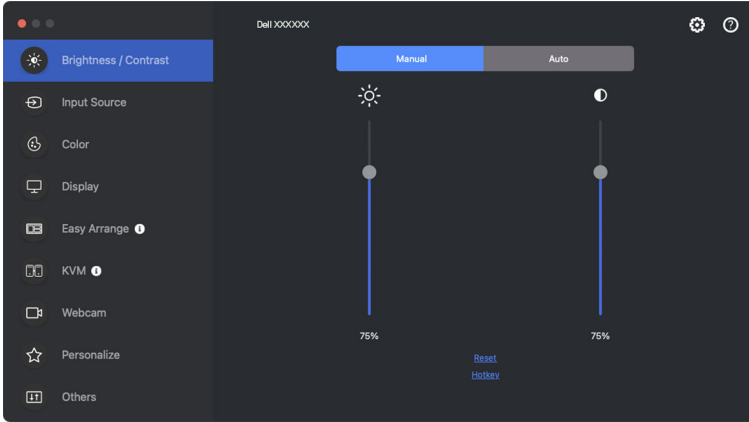 Dell XXXXXX
Brightness / Contrast
Input Source
Color
Display
Easy Arrange
KVM
Webcam
Personalize
Others
Manual
Auto
75%
75%
Reset
Hotkey